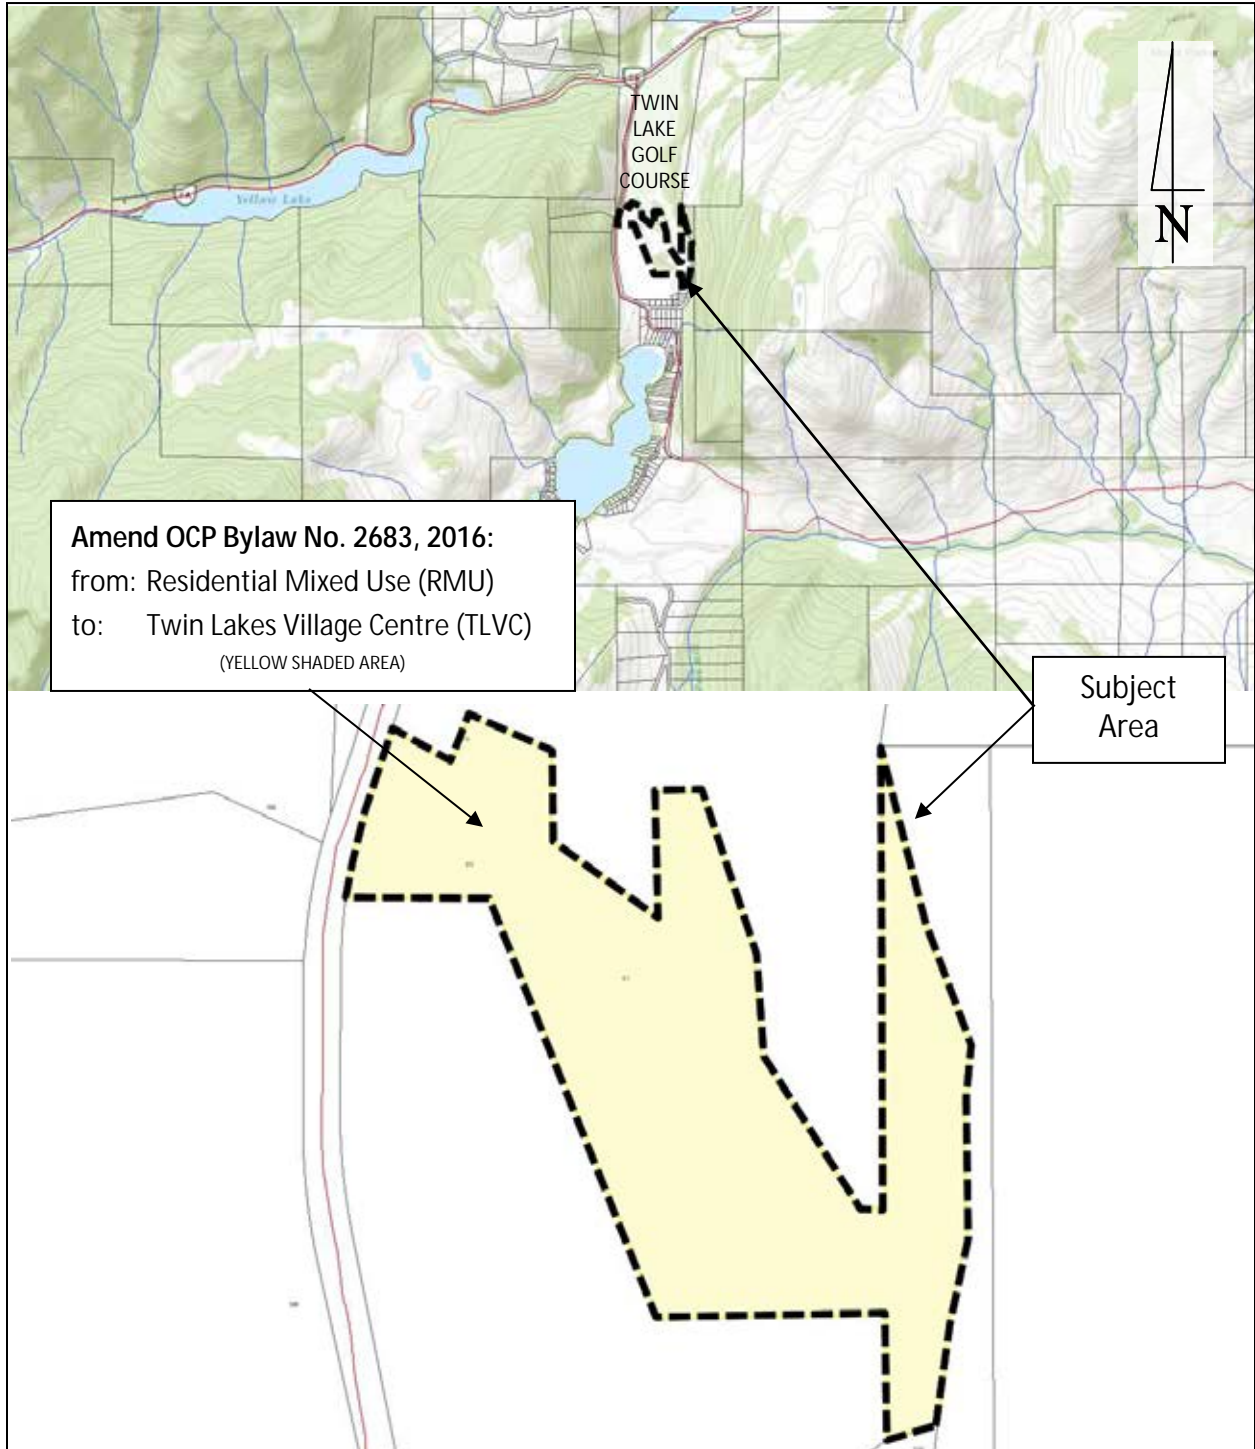 TWIN
LAKE
GOLF
COURSE
Yellow Lake
N
Amend OCP Bylaw No. 2683, 2016:
from: Residential Mixed Use (RMU)
to: Twin Lakes Village Centre (TLVC)
(YELLOW SHADED AREA)
Subject
Area